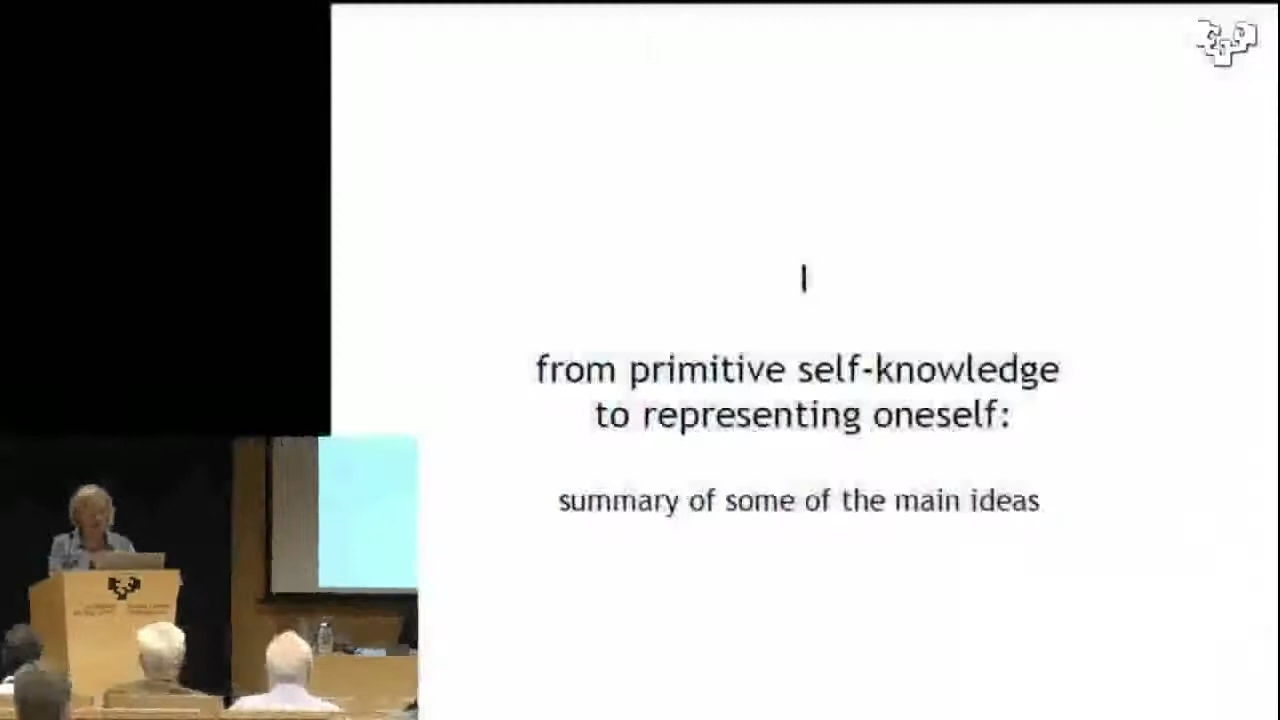 I
from primitive self-knowledge
to representing oneself:
summary of some of the main ideas